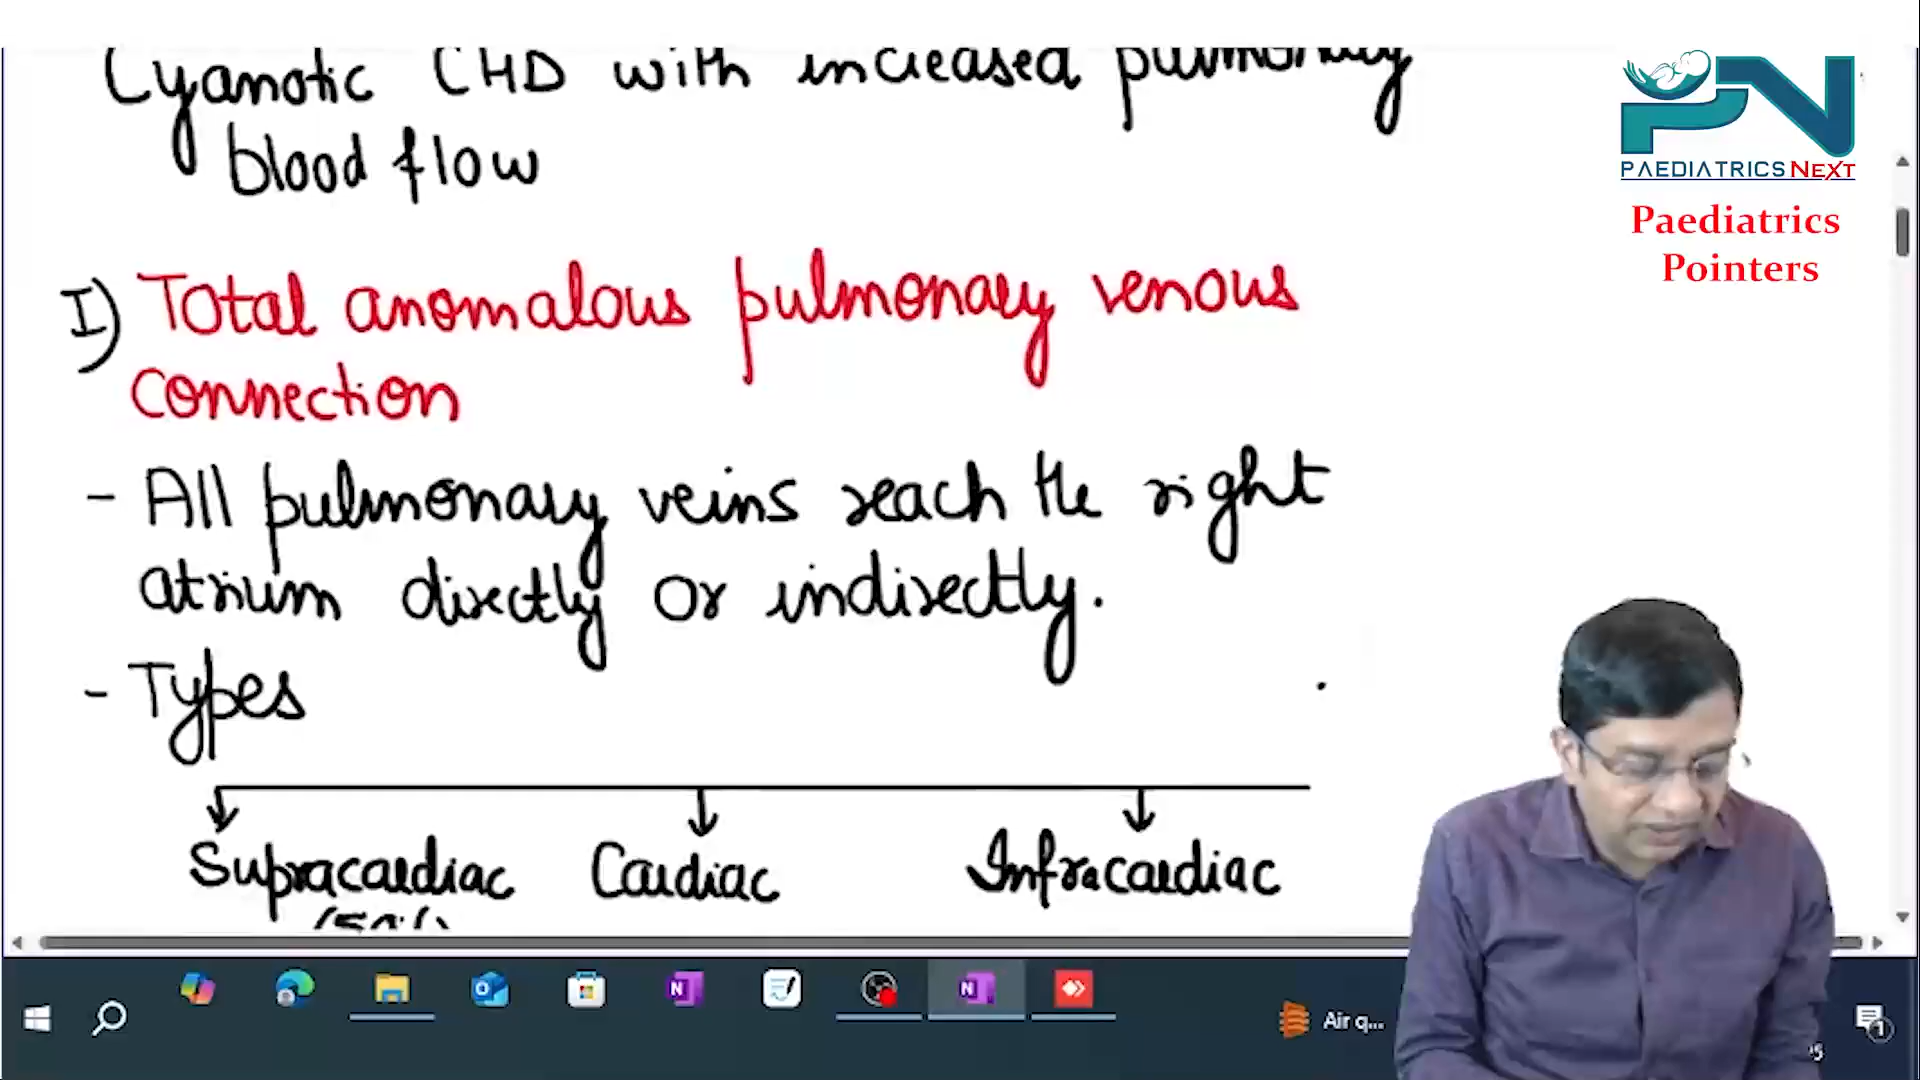 Cyanotic CHD with increased pulmonary
blood flow
I) Total anomalous pulmonary venous
connection
- All pulmonary veins reach the right
atrium directly or indirectly.
- Types
Supracardiac Cardiac Infracardiac
PN
PAEDIATRICS NEXT
Paediatrics
Pointers
Air q...